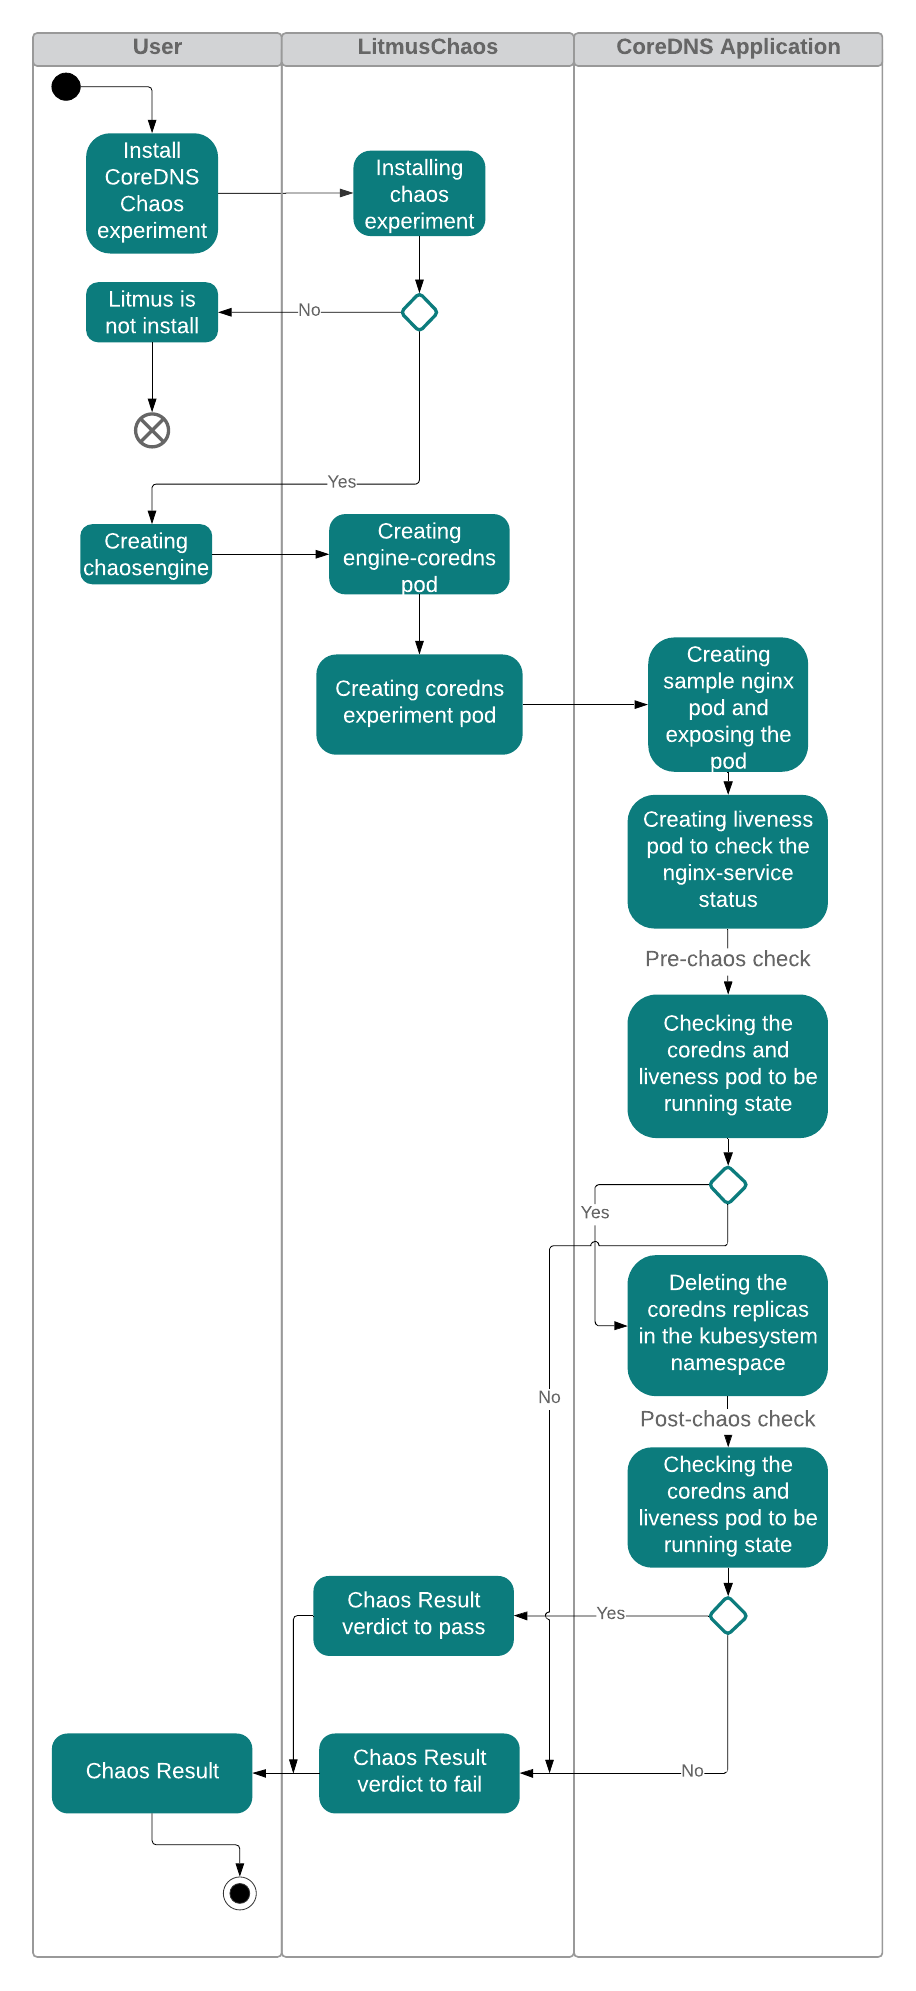 User
LitmusChaos
CoreDNS Application
Install
CoreDNS
Chaos
experiment
Installing
chaos
experiment
Litmus is
not install
No
Yes
Creating
chaosengine
Creating
engine-coredns
pod
Creating coredns
experiment pod
Creating
sample nginx
pod and
exposing the
pod
Creating liveness
pod to check the
nginx-service
status
Pre-chaos check
Checking the
coredns and
liveness pod to be
running state
Yes
Deleting the
coredns replicas
in the kubesystem
namespace
No
Post-chaos check
Checking the
coredns and
liveness pod to be
running state
Chaos Result
verdict to pass
Yes
Chaos Result
Chaos Result
verdict to fail
No